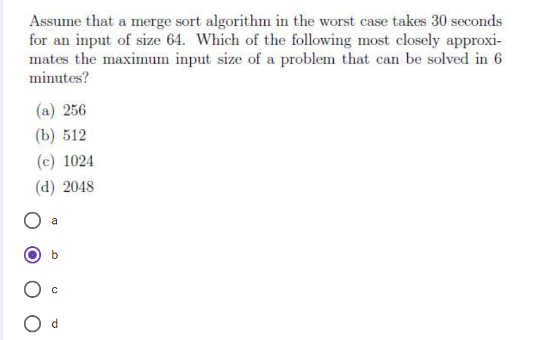 Assume that a merge sort algorithm in the worst case takes 30 seconds
for an input of size 64. Which of the following most closely approxi-
mates the maximum input size of a problem that can be solved in 6
minutes?
(a) 256
(b) 512
(c) 1024
(d) 2048
a
b
c
d